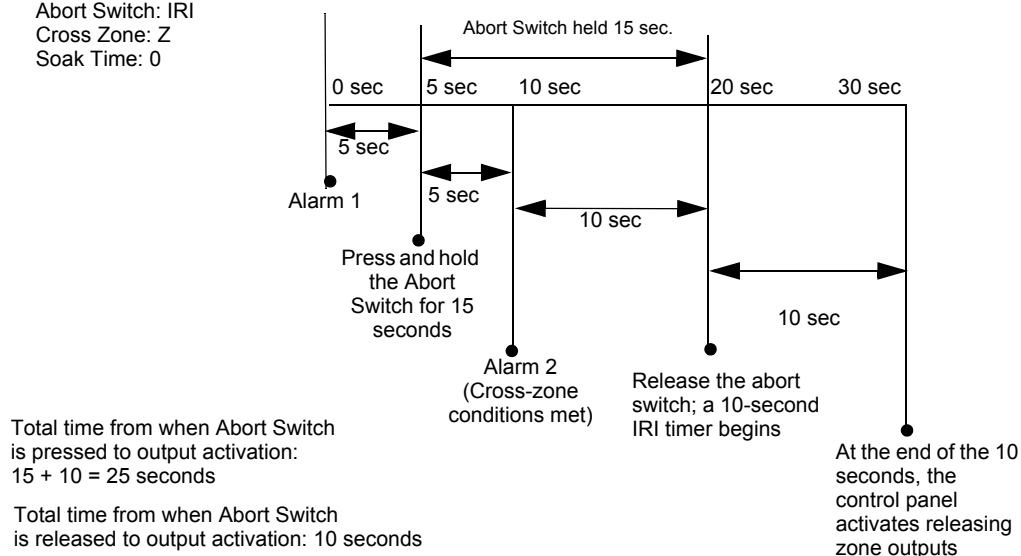 Abort Switch: IRI
Cross Zone: Z
Soak Time: 0
Abort Switch held 15 sec.
0 sec
5 sec
10 sec
20 sec
30 sec
5 sec
Alarm 1
5 sec
10 sec
Press and hold
the Abort
Switch for 15
seconds
10 sec
Alarm 2
(Cross-zone
conditions met)
Release the abort
switch; a 10-second
IRI timer begins
At the end of the 10
seconds, the
control panel
activates releasing
zone outputs
Total time from when Abort Switch
is pressed to output activation:
15 + 10 = 25 seconds
Total time from when Abort Switch
is released to output activation: 10 seconds